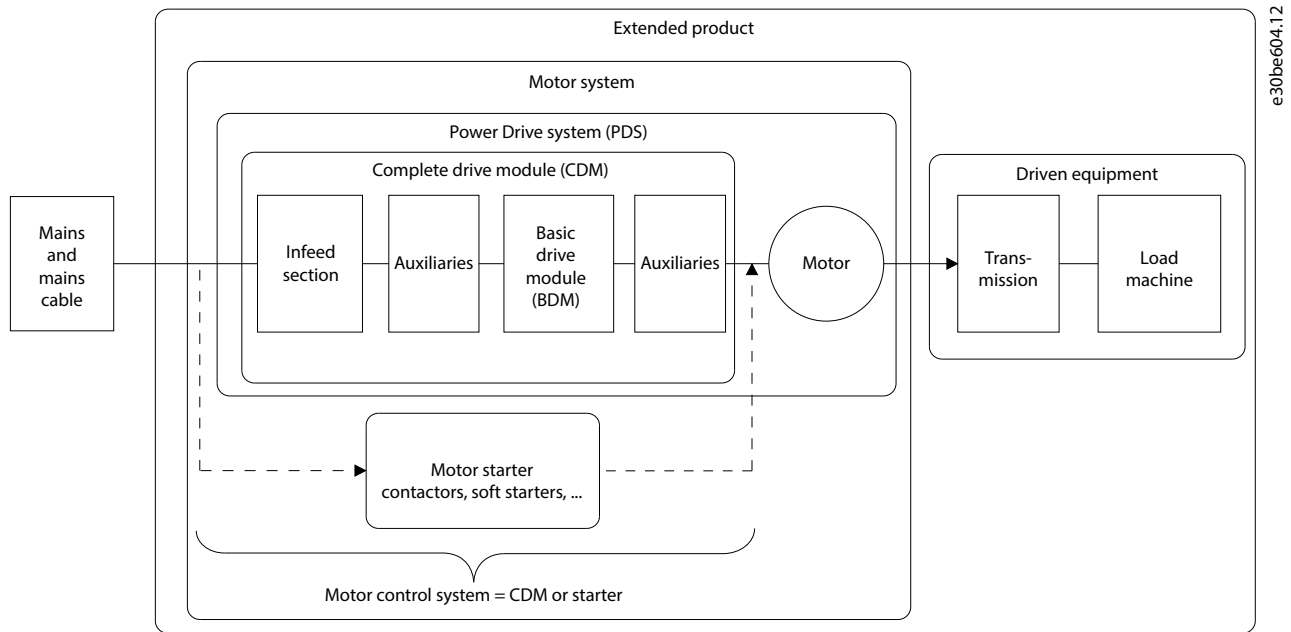 Extended product
e30be604.12
Motor system
Power Drive system (PDS)
Complete drive module (CDM)
Driven equipment
Mains
and
mains
cable
Infeed
section
Auxiliaries
Basic
drive
module
(BDM)
Auxiliaries
Motor
Trans-
mission
Load
machine
Motor starter
contactors, soft starters, ...
Motor control system = CDM or starter